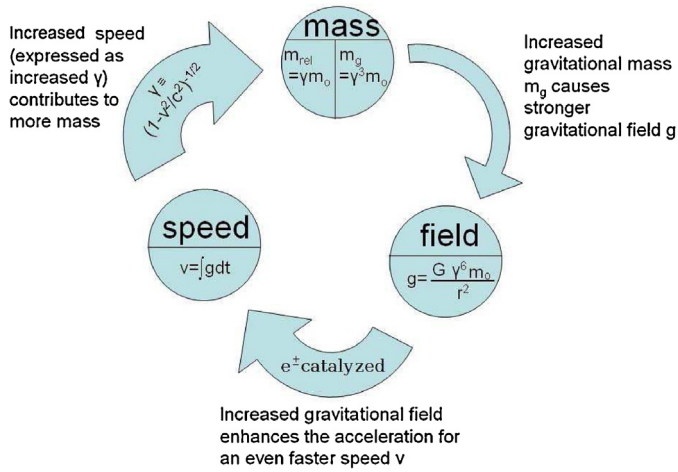 Increased speed
(expressed as
increased γ)
contributes to
more mass
γ ≡
(1-v²/c²)^-1/2
mass
m_rel
=γm_o
m_g
=γ³m_o
Increased
gravitational mass
m_g causes
stronger
gravitational field g
speed
v=∫gdt
field
g= G γ⁶m_o
r²
e±catalyzed
Increased gravitational field
enhances the acceleration for
an even faster speed v